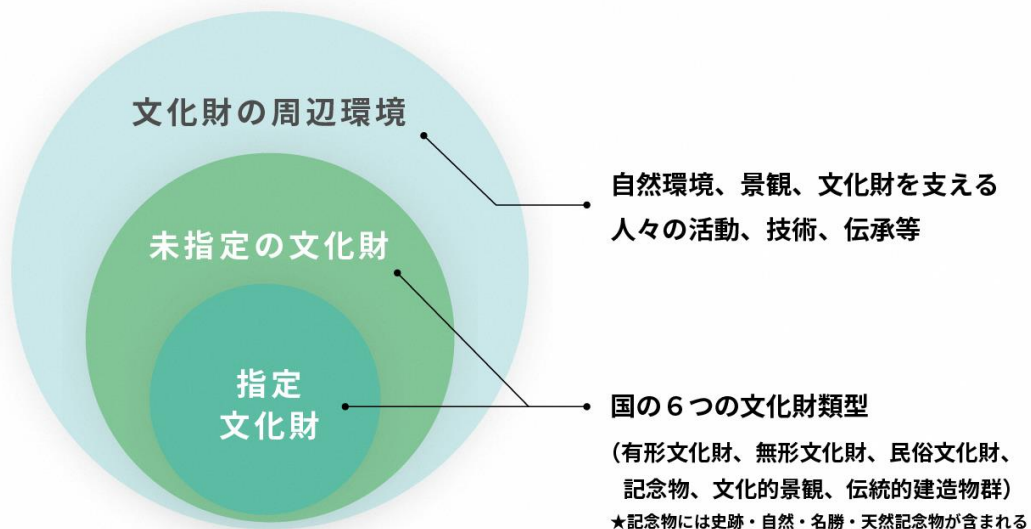 文化財の周辺環境
自然環境、景観、文化財を支える
人々の活動、技術、伝承等
未指定の文化財
指定
文化財
国の６つの文化財類型
（有形文化財、無形文化財、民俗文化財、
記念物、文化的景観、伝統的建造物群）
★記念物には史跡・自然・名勝・天然記念物が含まれる